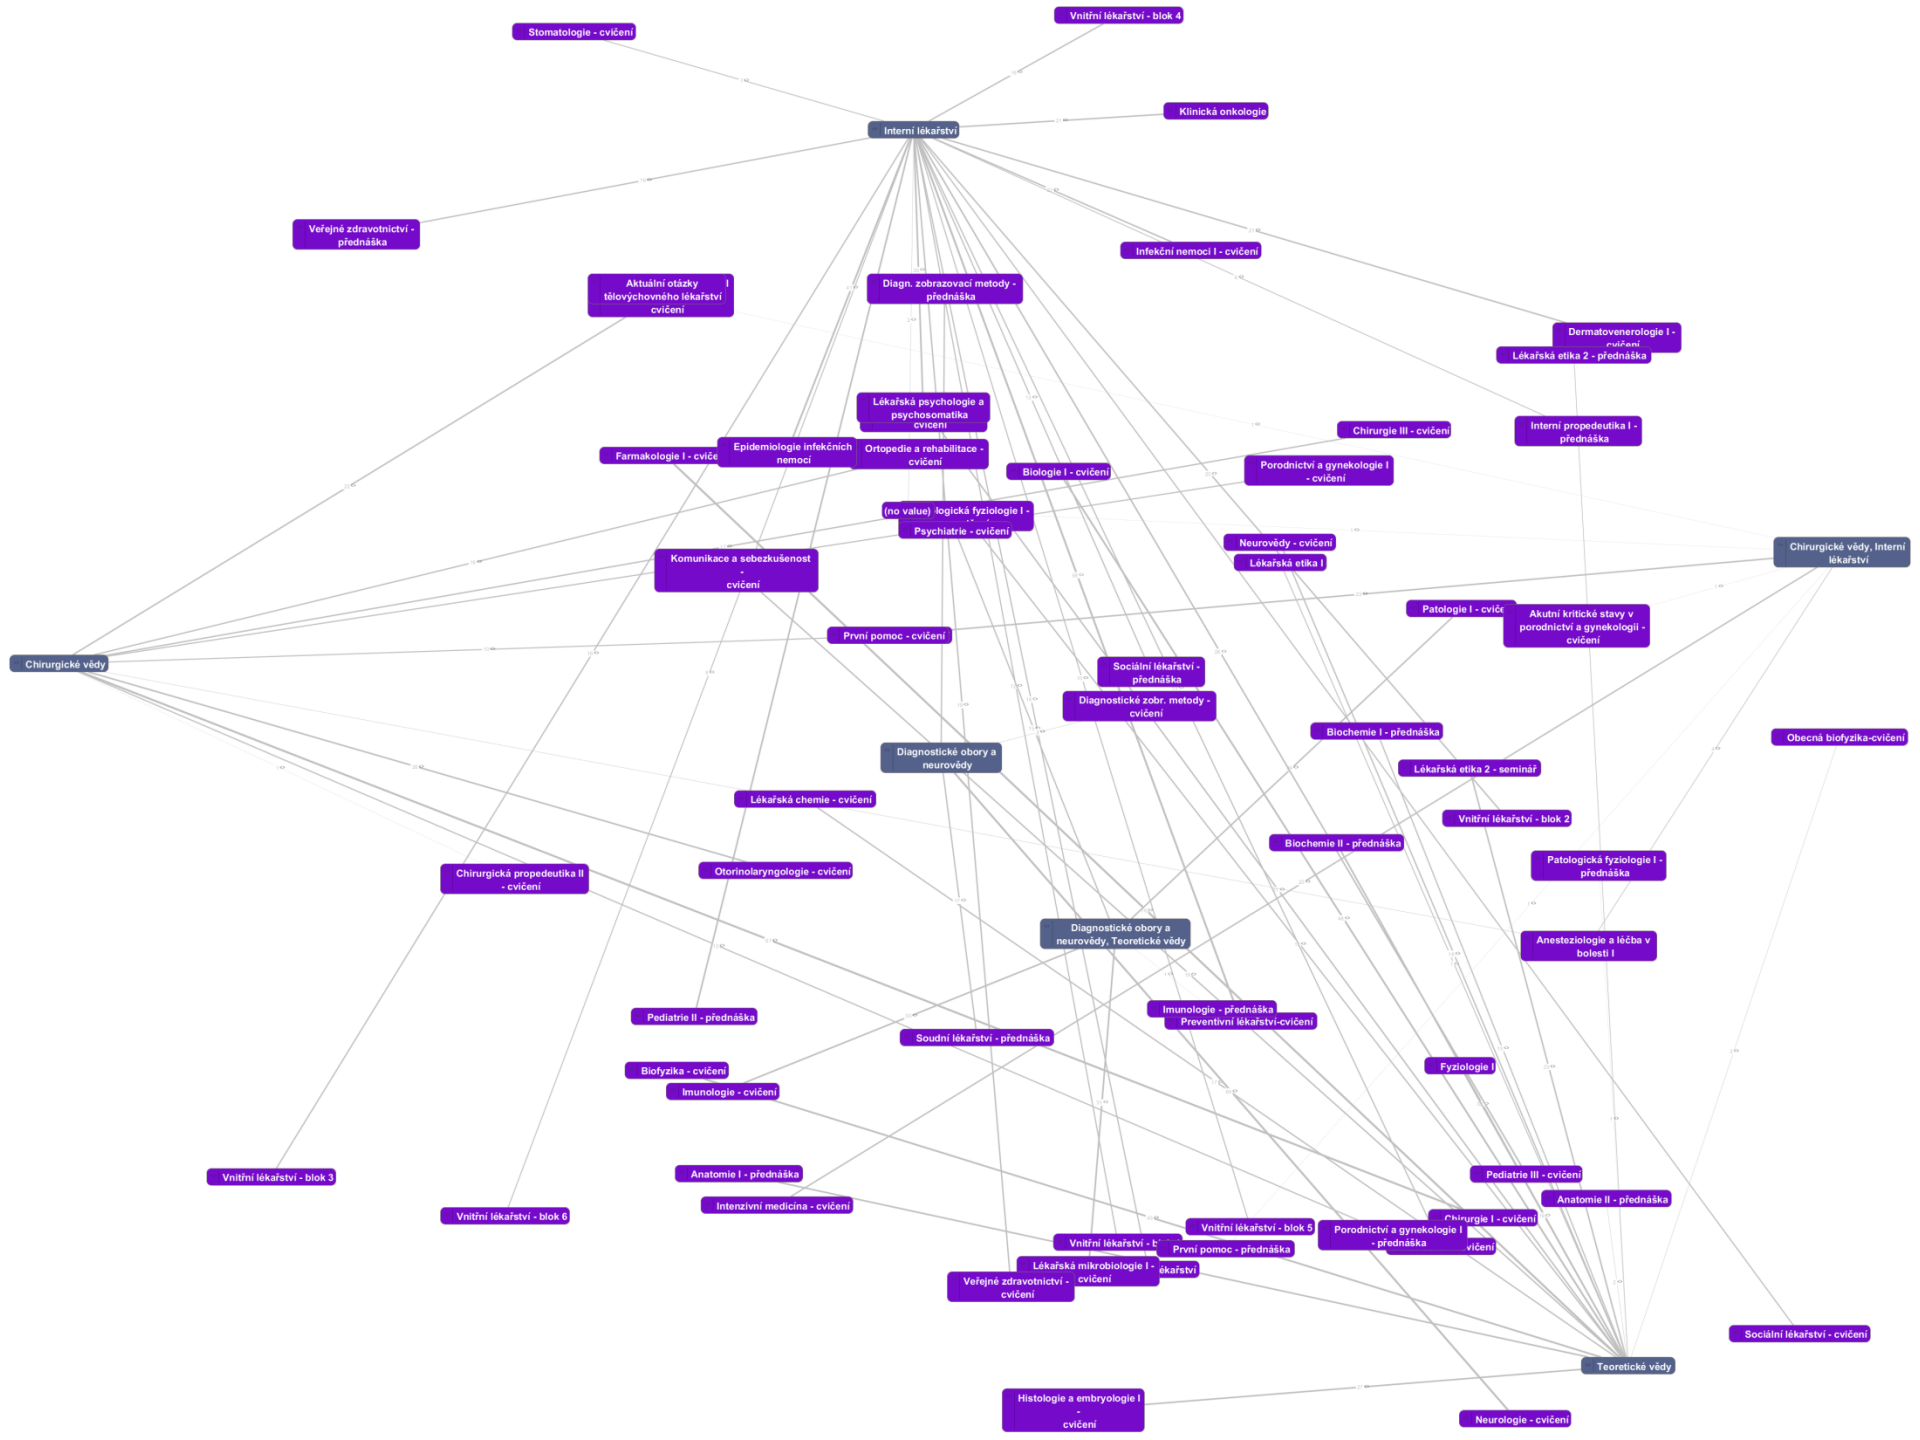 Vnitřní lékařství - blok 4
Stomatologie - cvičení
Klinická onkologie
Interní lékařství
Veřejné zdravotnictví -
přednáška
Infekční nemoci I - cvičení
Aktuální otázky
tělovýchovného lékařství
cvičení
Diagn. zobrazovací metody -
přednáška
Dermatovenerologie I -
cvičení
Lékařská etika 2 - přednáška
Lékařská psychologie a
psychosomatika
cvičení
Interní propedeutika I -
přednáška
Chirurgie III - cvičení
Farmakologie I - cviče
Epidemiologie infekčních
nemocí
Ortopedie a rehabilitace -
cvičení
Biologie I - cvičení
Porodnictví a gynekologie I
- cvičení
(no value)
logická fyziologie I -
Psychiatrie - cvičení
Neurovědy - cvičení
Lékařská etika I
Chirurgické vědy, Interní
lékařství
Komunikace a sebezkušenost
-
cvičení
Patologie I - cviče
Akutní kritické stavy v
porodnictví a gynekologii -
cvičení
První pomoc - cvičení
Chirurgické vědy
Sociální lékařství -
přednáška
Diagnostické zobr. metody -
cvičení
Biochemie I - přednáška
Obecná biofyzika-cvičení
Diagnostické obory a
neurovědy
Lékařská etika 2 - seminář
Lékařská chemie - cvičení
Vnitřní lékařství - blok 2
Biochemie II - přednáška
Patologická fyziologie I -
přednáška
Otorinolaryngologie - cvičení
Chirurgická propedeutika II
- cvičení
Diagnostické obory a
neurovědy, Teoretické vědy
Anesteziologie a léčba v
bolesti I
Imunologie - přednáška
Preventivní lékařství-cvičení
Pediatrie II - přednáška
Soudní lékařství - přednáška
Fyziologie I
Biofyzika - cvičení
Imunologie - cvičení
Anatomie I - přednáška
Pediatrie III - cvičení
Vnitřní lékařství - blok 3
Anatomie II - přednáška
Intenzivní medicína - cvičení
Vnitřní lékařství - blok 6
Chirurgie I - cvičení
Vnitřní lékařství - blok 5
Porodnictví a gynekologie I
- přednáška
cvičení
Vnitřní lékařství - bl
První pomoc - přednáška
Lékařská mikrobiologie I -
cvičení
ékařství
Veřejné zdravotnictví -
cvičení
Sociální lékařství - cvičení
Teoretické vědy
Histologie a embryologie I
-
cvičení
Neurologie - cvičení